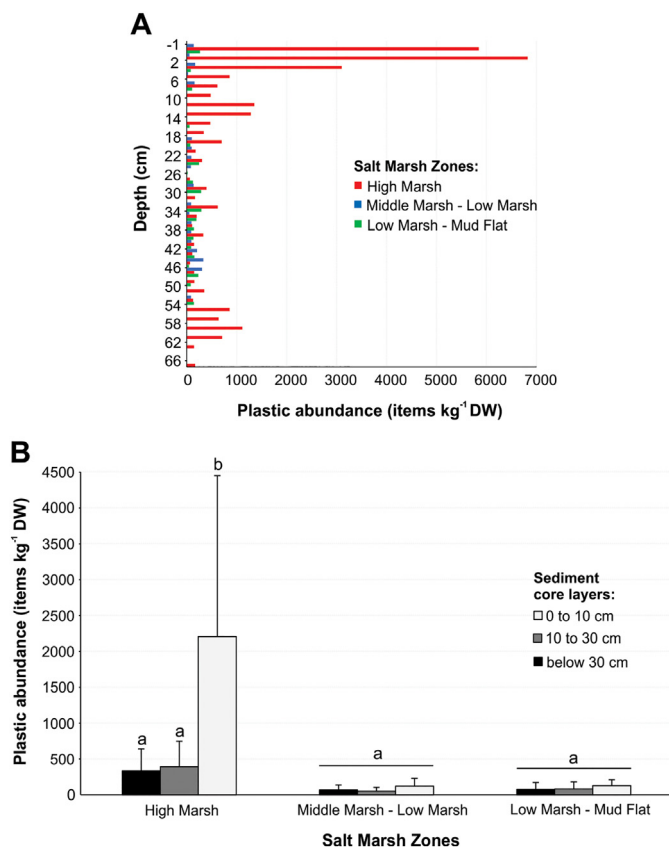 A
Depth (cm)
-1
2
6
10
14
18
22
26
30
34
38
42
46
50
54
58
62
66
Salt Marsh Zones:
High Marsh
Middle Marsh - Low Marsh
Low Marsh - Mud Flat
0 1000 2000 3000 4000 5000 6000 7000
Plastic abundance (items kg⁻¹ DW)
B
Plastic abundance (items kg⁻¹ DW)
4500
4000
3500
3000
2500
2000
1500
1000
500
0
b
a a
a
a
Sediment
core layers:
0 to 10 cm
10 to 30 cm
below 30 cm
High Marsh Middle Marsh - Low Marsh Low Marsh - Mud Flat
Salt Marsh Zones